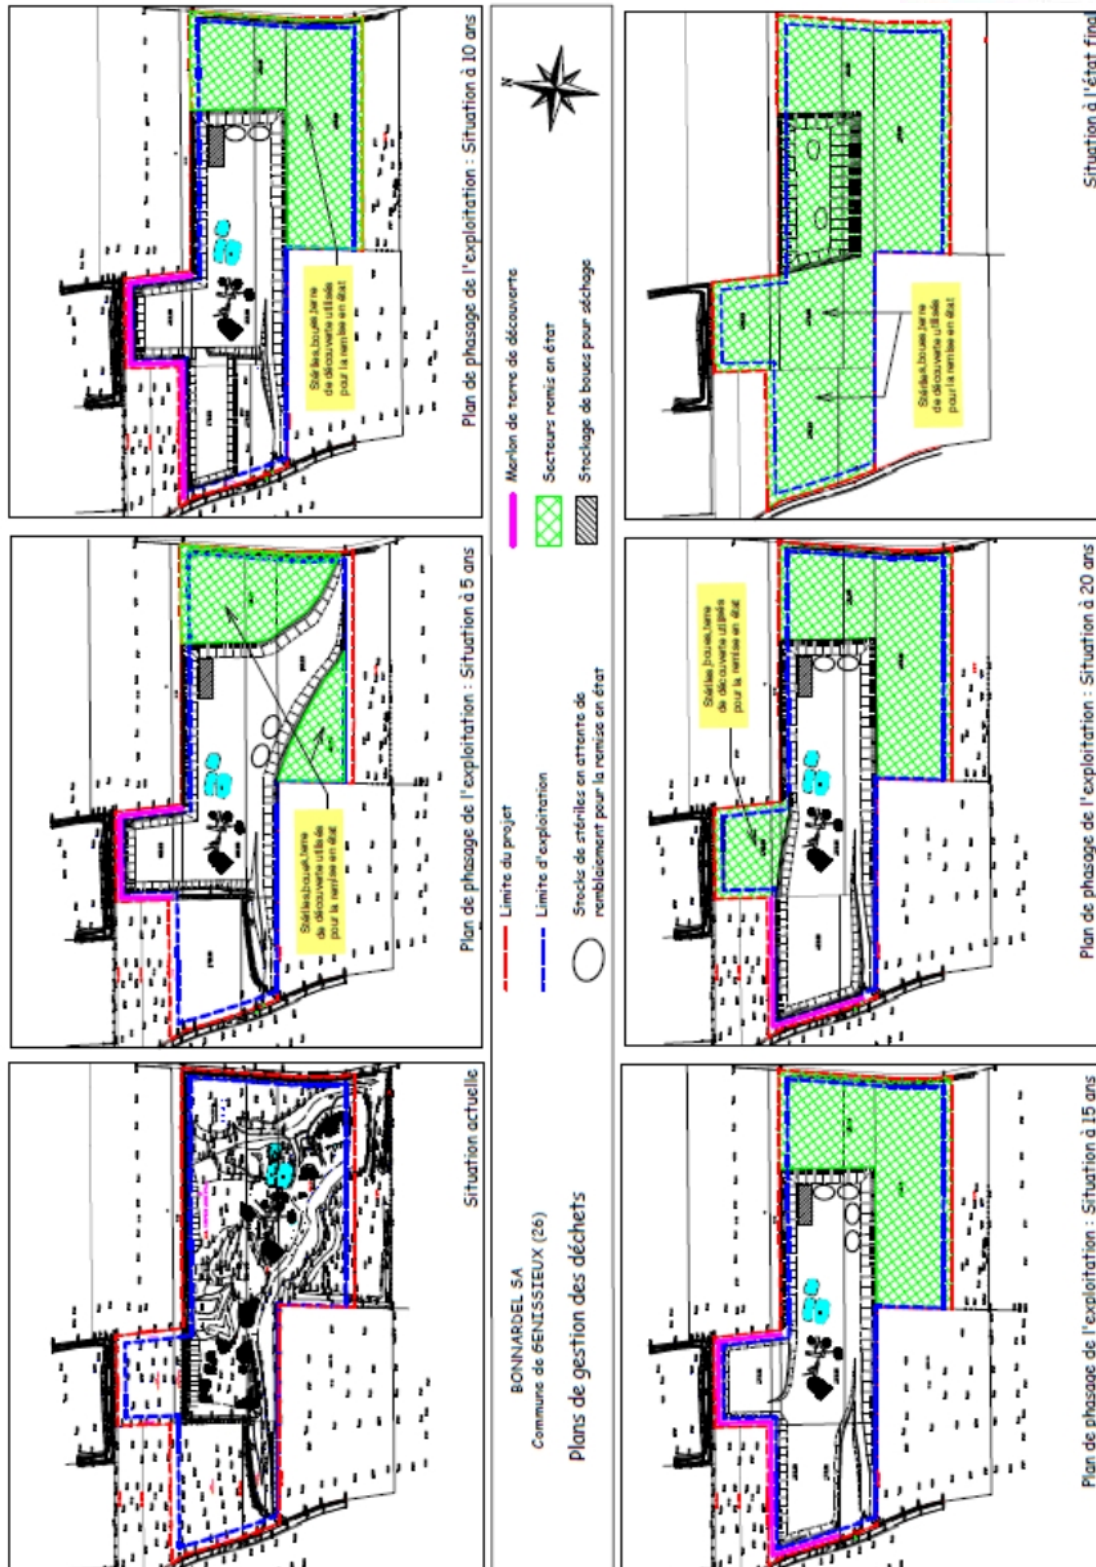 Situation actuelle
Plan de phasage de l'exploitation : Situation à 5 ans
Stériles,boues,terre
de découverte utilisés
pour la remise en état
Plan de phasage de l'exploitation : Situation à 10 ans
Stériles,boues,terre
de découverte utilisés
pour la remise en état
BONNARDEL SA
Commune de GENISSIEUX (26)
Plans de gestion des déchets
Limite du projet
Limite d'exploitation
Stocks de stériles en attente de
remblaiement pour la remise en état
Merlon de terre de découverte
Secteurs remis en état
Stockage de boues pour séchage
N
Plan de phasage de l'exploitation : Situation à 15 ans
Plan de phasage de l'exploitation : Situation à 20 ans
Stériles,boues,terre
de découverte utilisés
pour la remise en état
Situation à l'état final
Stériles,boues,terre
de découverte utilisés
pour la remise en état